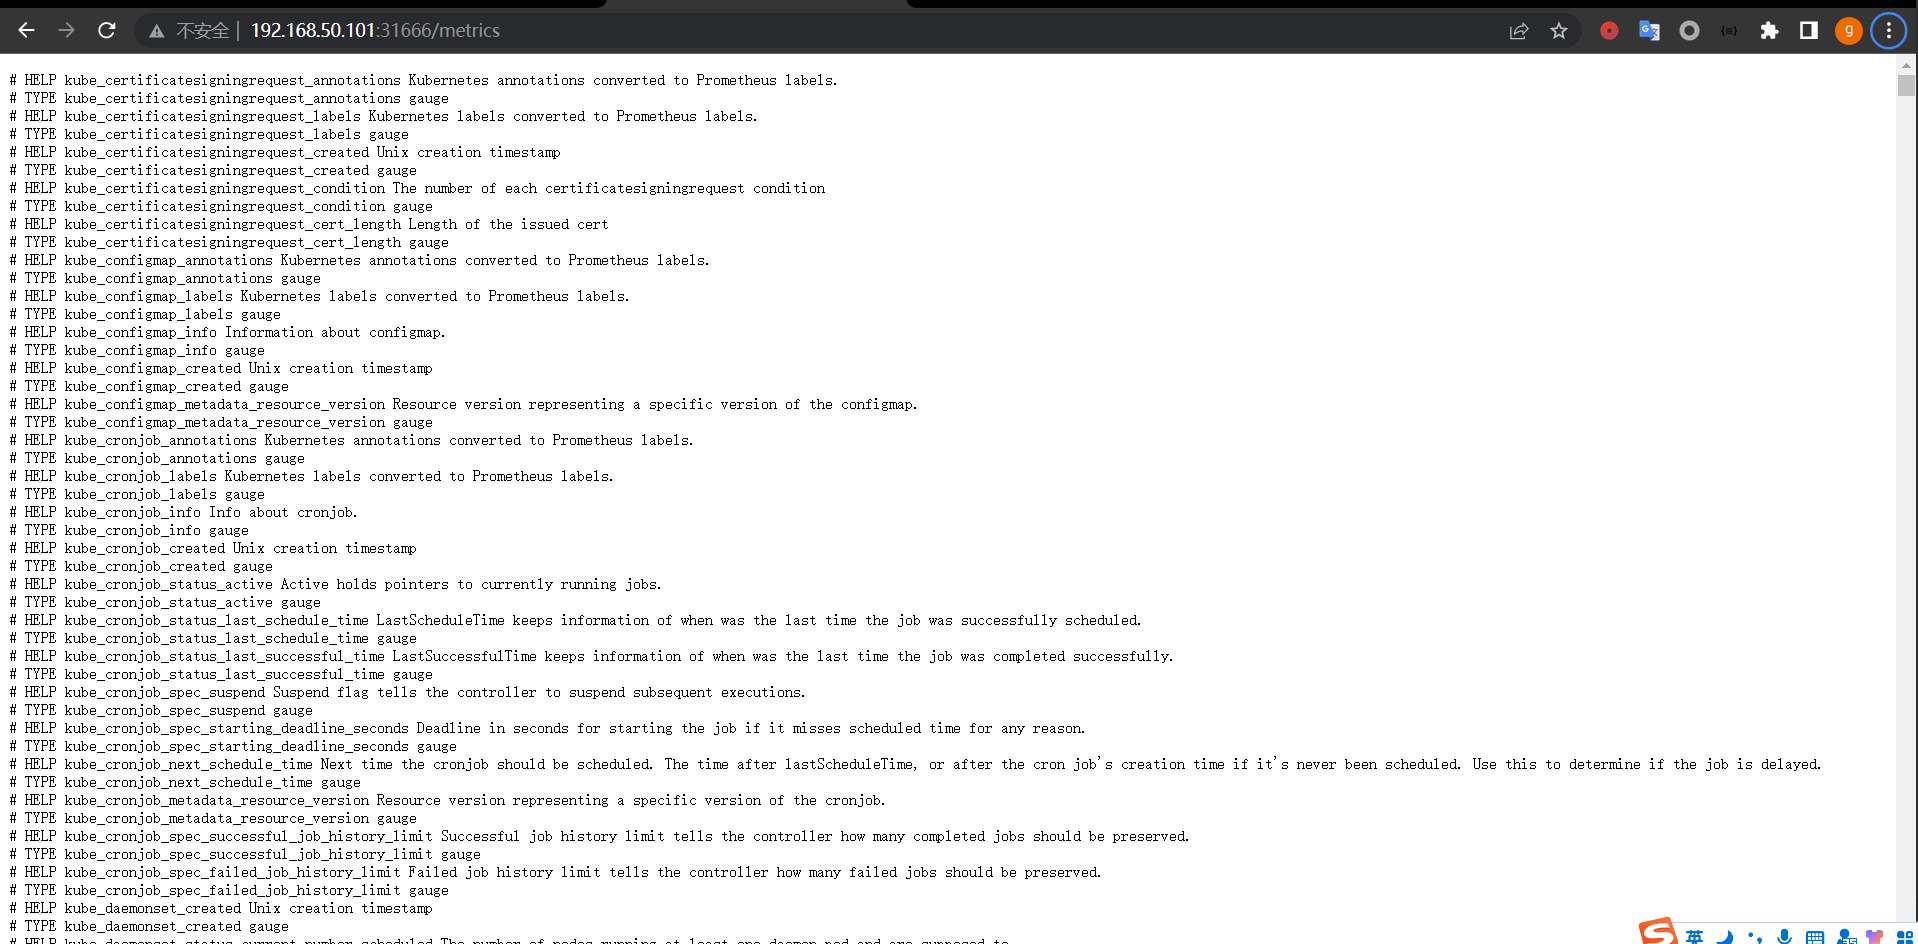 不安全 | 192.168.50.101:31666/metrics
g
# HELP kube_certificatesigningrequest_annotations Kubernetes annotations converted to Prometheus labels.
# TYPE kube_certificatesigningrequest_annotations gauge
# HELP kube_certificatesigningrequest_labels Kubernetes labels converted to Prometheus labels.
# TYPE kube_certificatesigningrequest_labels gauge
# HELP kube_certificatesigningrequest_created Unix creation timestamp
# TYPE kube_certificatesigningrequest_created gauge
# HELP kube_certificatesigningrequest_condition The number of each certificatesigningrequest condition
# TYPE kube_certificatesigningrequest_condition gauge
# HELP kube_certificatesigningrequest_cert_length Length of the issued cert
# TYPE kube_certificatesigningrequest_cert_length gauge
# HELP kube_configmap_annotations Kubernetes annotations converted to Prometheus labels.
# TYPE kube_configmap_annotations gauge
# HELP kube_configmap_labels Kubernetes labels converted to Prometheus labels.
# TYPE kube_configmap_labels gauge
# HELP kube_configmap_info Information about configmap.
# TYPE kube_configmap_info gauge
# HELP kube_configmap_created Unix creation timestamp
# TYPE kube_configmap_created gauge
# HELP kube_configmap_metadata_resource_version Resource version representing a specific version of the configmap.
# TYPE kube_configmap_metadata_resource_version gauge
# HELP kube_cronjob_annotations Kubernetes annotations converted to Prometheus labels.
# TYPE kube_cronjob_annotations gauge
# HELP kube_cronjob_labels Kubernetes labels converted to Prometheus labels.
# TYPE kube_cronjob_labels gauge
# HELP kube_cronjob_info Info about cronjob.
# TYPE kube_cronjob_info gauge
# HELP kube_cronjob_created Unix creation timestamp
# TYPE kube_cronjob_created gauge
# HELP kube_cronjob_status_active Active holds pointers to currently running jobs.
# TYPE kube_cronjob_status_active gauge
# HELP kube_cronjob_status_last_schedule_time LastScheduleTime keeps information of when was the last time the job was successfully scheduled.
# TYPE kube_cronjob_status_last_schedule_time gauge
# HELP kube_cronjob_status_last_successful_time LastSuccessfulTime keeps information of when was the last time the job was completed successfully.
# TYPE kube_cronjob_status_last_successful_time gauge
# HELP kube_cronjob_spec_suspend Suspend flag tells the controller to suspend subsequent executions.
# TYPE kube_cronjob_spec_suspend gauge
# HELP kube_cronjob_spec_starting_deadline_seconds Deadline in seconds for starting the job if it misses scheduled time for any reason.
# TYPE kube_cronjob_spec_starting_deadline_seconds gauge
# HELP kube_cronjob_next_schedule_time Next time the cronjob should be scheduled. The time after lastScheduleTime, or after the cron job's creation time if it's never been scheduled. Use this to determine if the job is delayed.
# TYPE kube_cronjob_next_schedule_time gauge
# HELP kube_cronjob_metadata_resource_version Resource version representing a specific version of the cronjob.
# TYPE kube_cronjob_metadata_resource_version gauge
# HELP kube_cronjob_spec_successful_job_history_limit Successful job history limit tells the controller how many completed jobs should be preserved.
# TYPE kube_cronjob_spec_successful_job_history_limit gauge
# HELP kube_cronjob_spec_failed_job_history_limit Failed job history limit tells the controller how many failed jobs should be preserved.
# TYPE kube_cronjob_spec_failed_job_history_limit gauge
# HELP kube_daemonset_created Unix creation timestamp
# TYPE kube_daemonset_created gauge
# HELP kube_daemonset_status_current_number_scheduled The number of nodes running at least one daemon pod and are supposed to
英